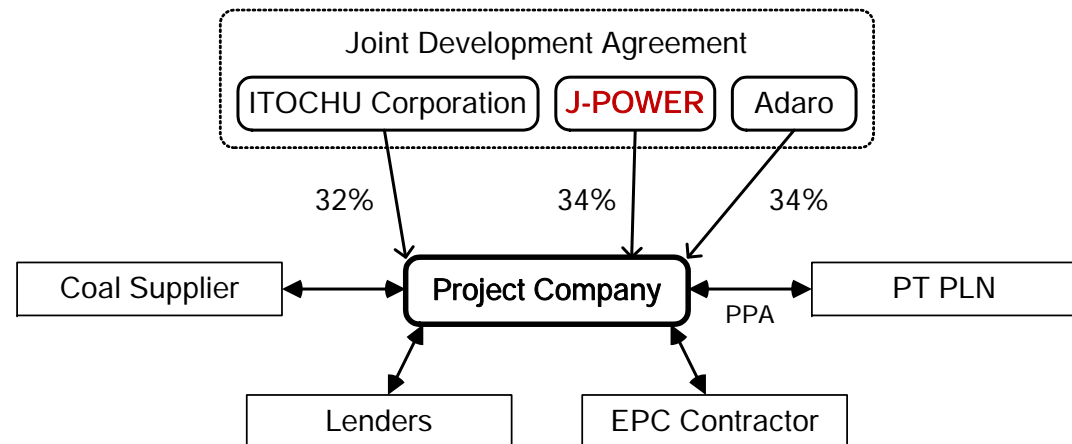 Joint Development Agreement
ITOCHU Corporation J-POWER Adaro
32% 34% 34%
Coal Supplier Project Company PT PLN
PPA
Lenders EPC Contractor